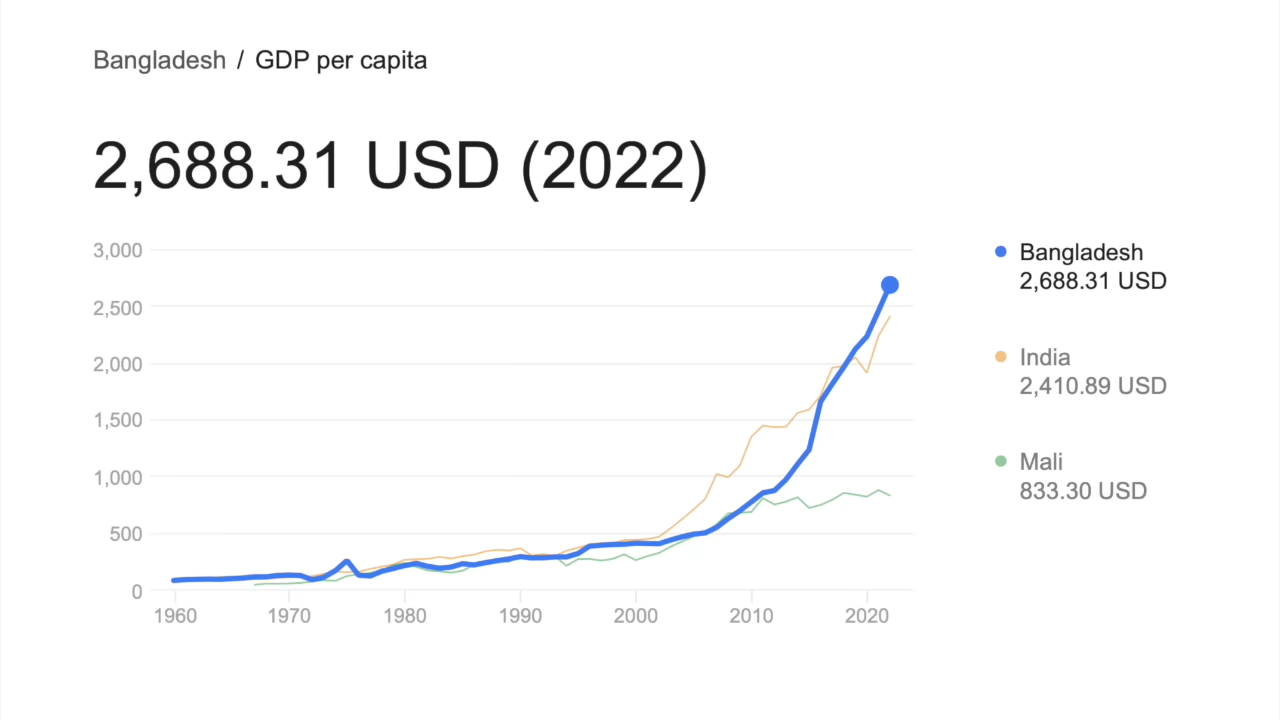 Bangladesh / GDP per capita
2,688.31 USD (2022)
3,000
2,500
2,000
1,500
1,000
500
0
1960 1970 1980 1990 2000 2010 2020
Bangladesh
2,688.31 USD
India
2,410.89 USD
Mali
833.30 USD